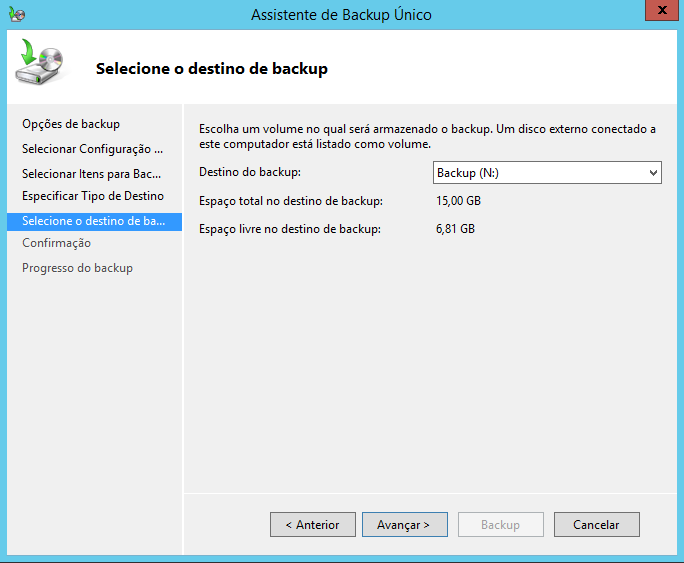 Assistente de Backup Único
x
Selecione o destino de backup
Opções de backup
Selecionar Configuração ...
Selecionar Itens para Bac...
Especificar Tipo de Destino
Selecione o destino de ba...
Confirmação
Progresso do backup
Escolha um volume no qual será armazenado o backup. Um disco externo conectado a
este computador está listado como volume.
Destino do backup: Backup (N:)
Espaço total no destino de backup: 15,00 GB
Espaço livre no destino de backup: 6,81 GB
< Anterior Avançar > Backup Cancelar